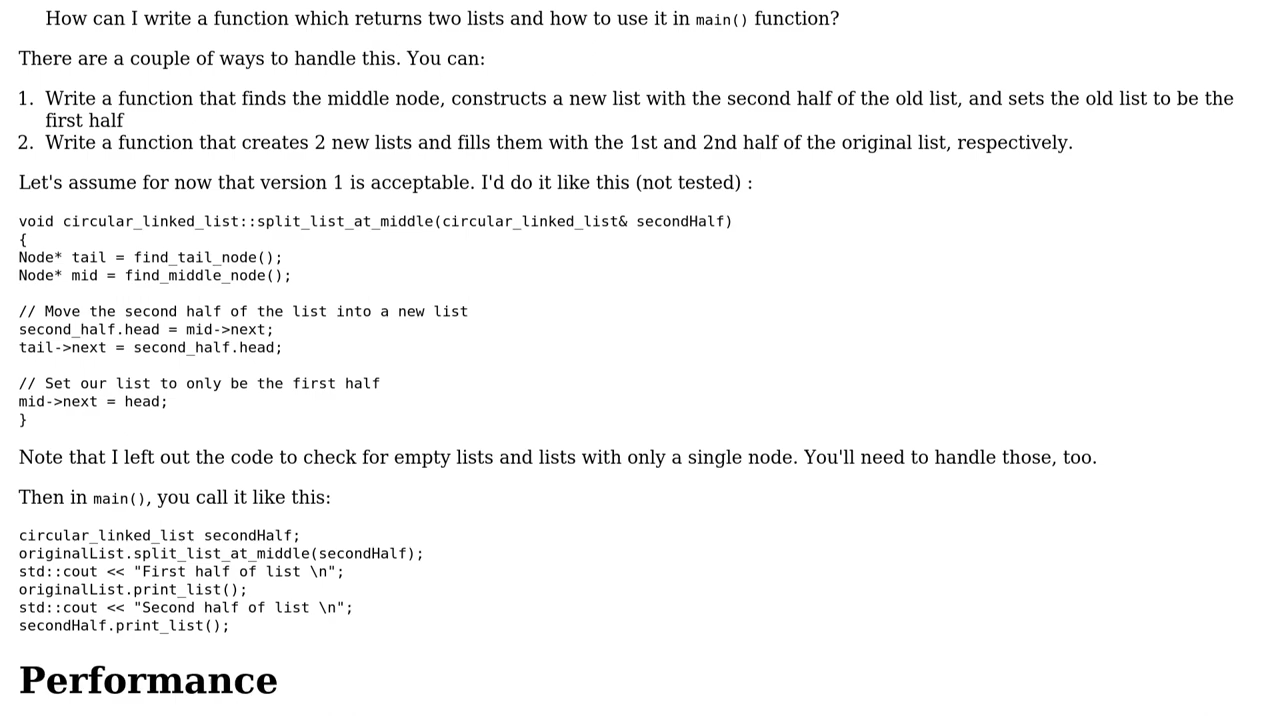 How can I write a function which returns two lists and how to use it in main() function?
There are a couple of ways to handle this. You can:
1. Write a function that finds the middle node, constructs a new list with the second half of the old list, and sets the old list to be the
first half
2. Write a function that creates 2 new lists and fills them with the 1st and 2nd half of the original list, respectively.
Let's assume for now that version 1 is acceptable. I'd do it like this (not tested) :
void circular_linked_list::split_list_at_middle(circular_linked_list& secondHalf)
{
Node* tail = find_tail_node();
Node* mid = find_middle_node();
// Move the second half of the list into a new list
second_half.head = mid->next;
tail->next = second_half.head;
// Set our list to only be the first half
mid->next = head;
}
Note that I left out the code to check for empty lists and lists with only a single node. You'll need to handle those, too.
Then in main(), you call it like this:
circular_linked_list secondHalf;
originalList.split_list_at_middle(secondHalf);
std::cout << "First half of list \n";
originalList.print_list();
std::cout << "Second half of list \n";
secondHalf.print_list();
Performance